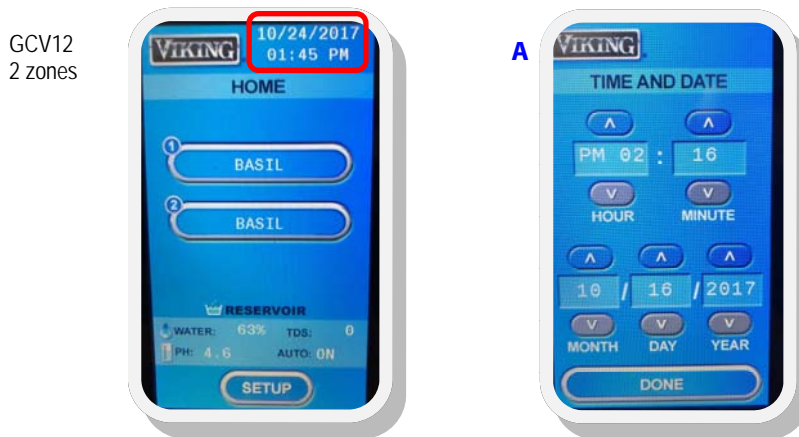 GCV12
2 zones
VIKING
10/24/2017
01:45 PM
HOME
1
BASIL
2
BASIL
RESERVOIR
WATER: 63% TDS: 0
PH: 4.6 AUTO: ON
SETUP
A
VIKING
TIME AND DATE
PM 02 : 16
HOUR MINUTE
10 / 16 / 2017
MONTH DAY YEAR
DONE